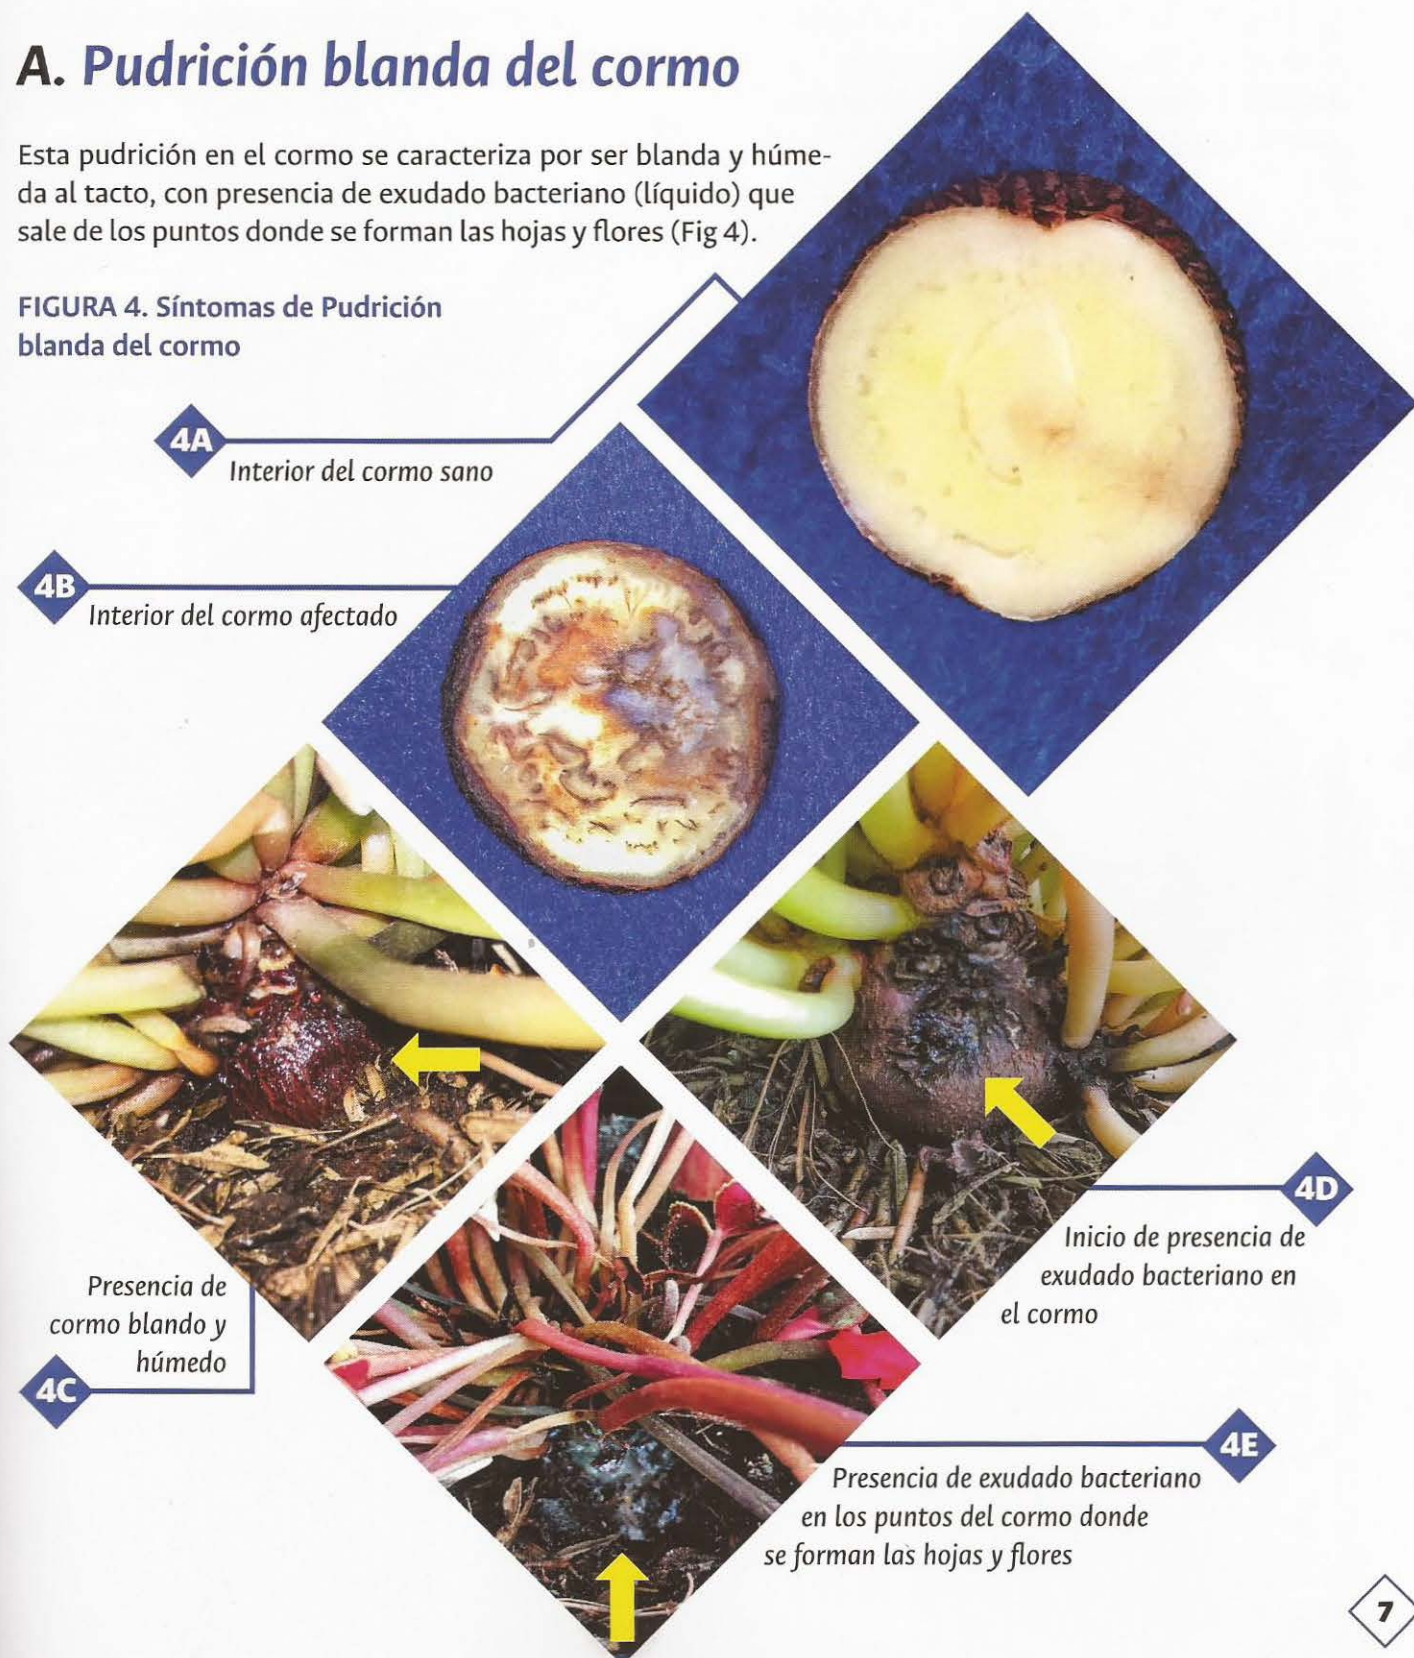 A. Pudrición blanda del cormo
Esta pudrición en el cormo se caracteriza por ser blanda y húme-
da al tacto, con presencia de exudado bacteriano (líquido) que
sale de los puntos donde se forman las hojas y flores (Fig 4).
FIGURA 4. Síntomas de Pudrición
blanda del cormo
4A
Interior del cormo sano
4B
Interior del cormo afectado
4D
Inicio de presencia de
exudado bacteriano en
el cormo
Presencia de
cormo blando y
húmedo
4C
4E
Presencia de exudado bacteriano
en los puntos del cormo donde
se forman las hojas y flores
7